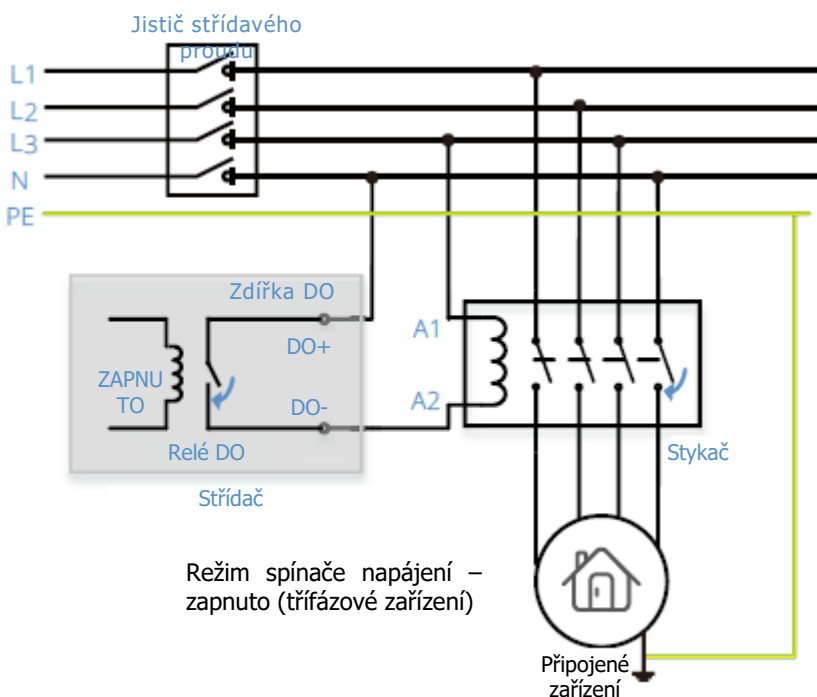 Jistič střídavého
proudu
L1
L2
L3
N
PE
Zdířka DO
DO+
ZAPNU
TO
DO-
Relé DO
Střídač
A1
A2
Stykač
Režim spínače napájení –
zapnuto (třífázové zařízení)
Připojené
zařízení